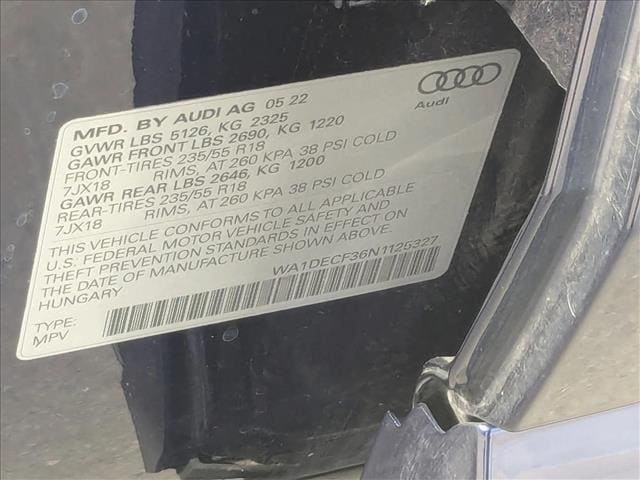 MFD. BY AUDI AG 05 22
GVWR LBS 5126, KG 2325
GAWR FRONT LBS 2690, KG 1220
FRONT-TIRES 235/55 R18
7JX18 RIMS, AT 260 KPA 38 PSI COLD
GAWR REAR LBS 2646, KG 1200
REAR-TIRES 235/55 R18
7JX18 RIMS, AT 260 KPA 38 PSI COLD
THIS VEHICLE CONFORMS TO ALL APPLICABLE
U.S. FEDERAL MOTOR VEHICLE SAFETY AND
THEFT PREVENTION STANDARDS IN EFFECT ON
THE DATE OF MANUFACTURE SHOWN ABOVE.
HUNGARY WA1DECF36N1125327
TYPE:
MPV
Audi